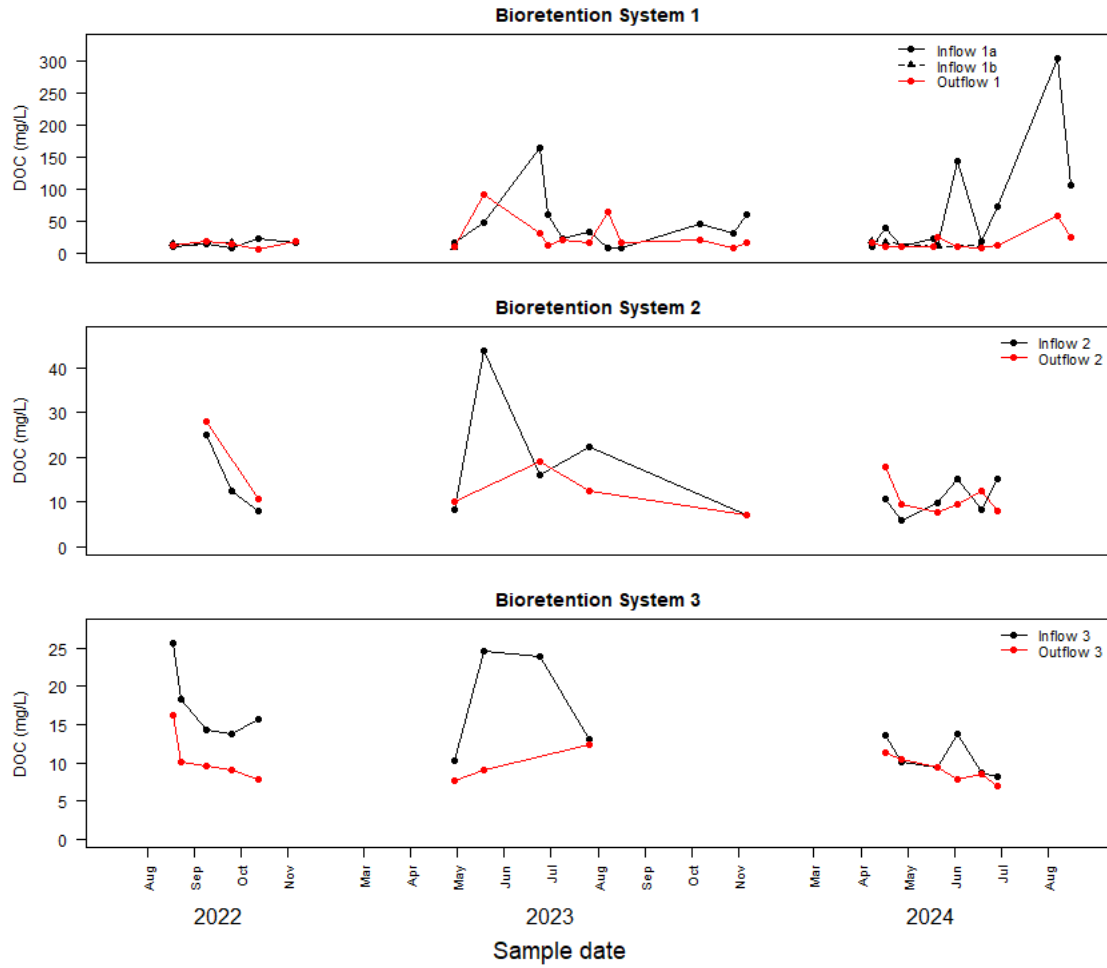 Bioretention System 1
DOC (mg/L)
300
250
200
150
100
50
0
Inflow 1a
Inflow 1b
Outflow 1
Bioretention System 2
DOC (mg/L)
40
30
20
10
0
Inflow 2
Outflow 2
Bioretention System 3
DOC (mg/L)
25
20
15
10
5
0
Inflow 3
Outflow 3
Aug Sep Oct Nov Mar Apr May Jun Jul Aug Sep Oct Nov Mar Apr May Jun Jul Aug
2022 2023 2024
Sample date